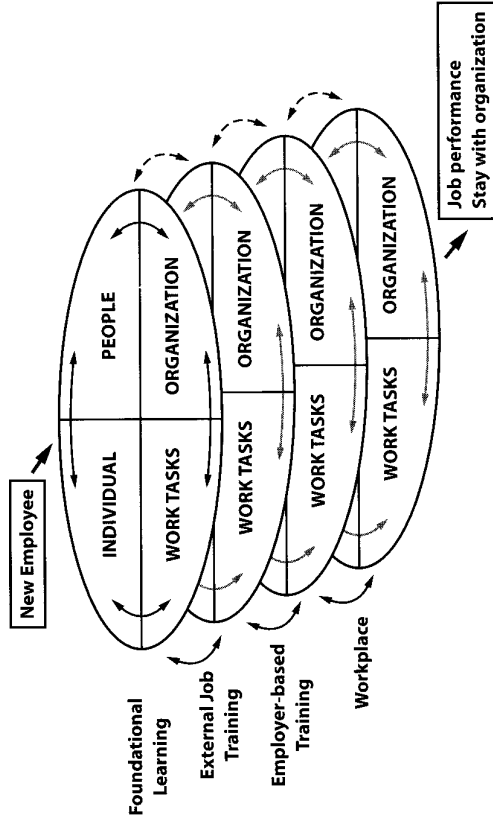 New Employee
INDIVIDUAL
PEOPLE
WORK TASKS
ORGANIZATION
WORK TASKS
ORGANIZATION
WORK TASKS
ORGANIZATION
WORK TASKS
ORGANIZATION
Foundational
Learning
External Job
Training
Employer-based
Training
Workplace
Job performance
Stay with organization